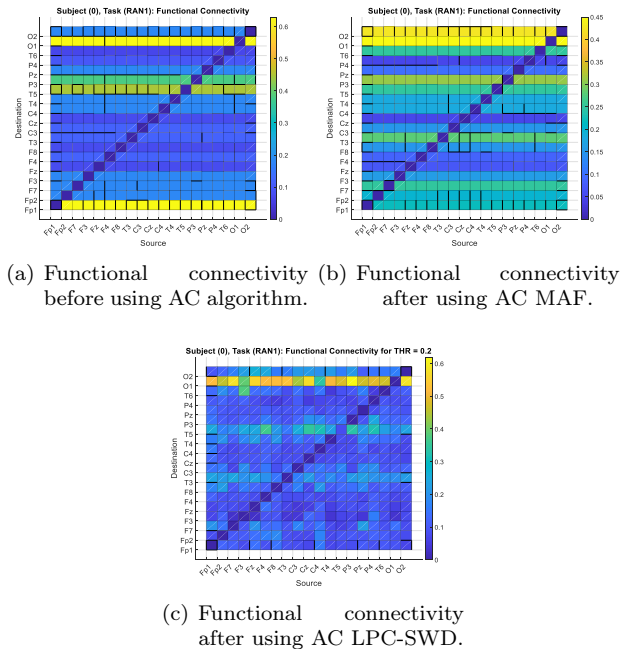 Subject (0), Task (RAN1): Functional Connectivity
Destination
O2
O1
T6
P4
Pz
P3
T5
T4
C4
Cz
C3
T3
F8
F4
Fz
F3
F7
Fp2
Fp1
Fp1 Fp2 F7 F3 Fz F4 F8 T3 C3 Cz C4 T4 T5 P3 Pz P4 T6 O1 O2
Source
0.6
0.5
0.4
0.3
0.2
0.1
0
Subject (0), Task (RAN1): Functional Connectivity
Destination
O2
O1
T6
P4
Pz
P3
T5
T4
C4
Cz
C3
T3
F8
F4
Fz
F3
F7
Fp2
Fp1
Fp1 Fp2 F7 F3 Fz F4 F8 T3 C3 Cz C4 T4 T5 P3 Pz P4 T6 O1 O2
Source
0.45
0.4
0.35
0.3
0.25
0.2
0.15
0.1
0.05
0
(a) Functional connectivity
before using AC algorithm.
(b) Functional connectivity
after using AC MAF.
Subject (0), Task (RAN1): Functional Connectivity for THR = 0.2
Destination
O2
O1
T6
P4
Pz
P3
T5
T4
C4
Cz
C3
T3
F8
F4
Fz
F3
F7
Fp2
Fp1
Fp1 Fp2 F7 F3 Fz F4 F8 T3 C3 Cz C4 T4 T5 P3 Pz P4 T6 O1 O2
Source
0.6
0.5
0.4
0.3
0.2
0.1
0
(c) Functional connectivity
after using AC LPC-SWD.